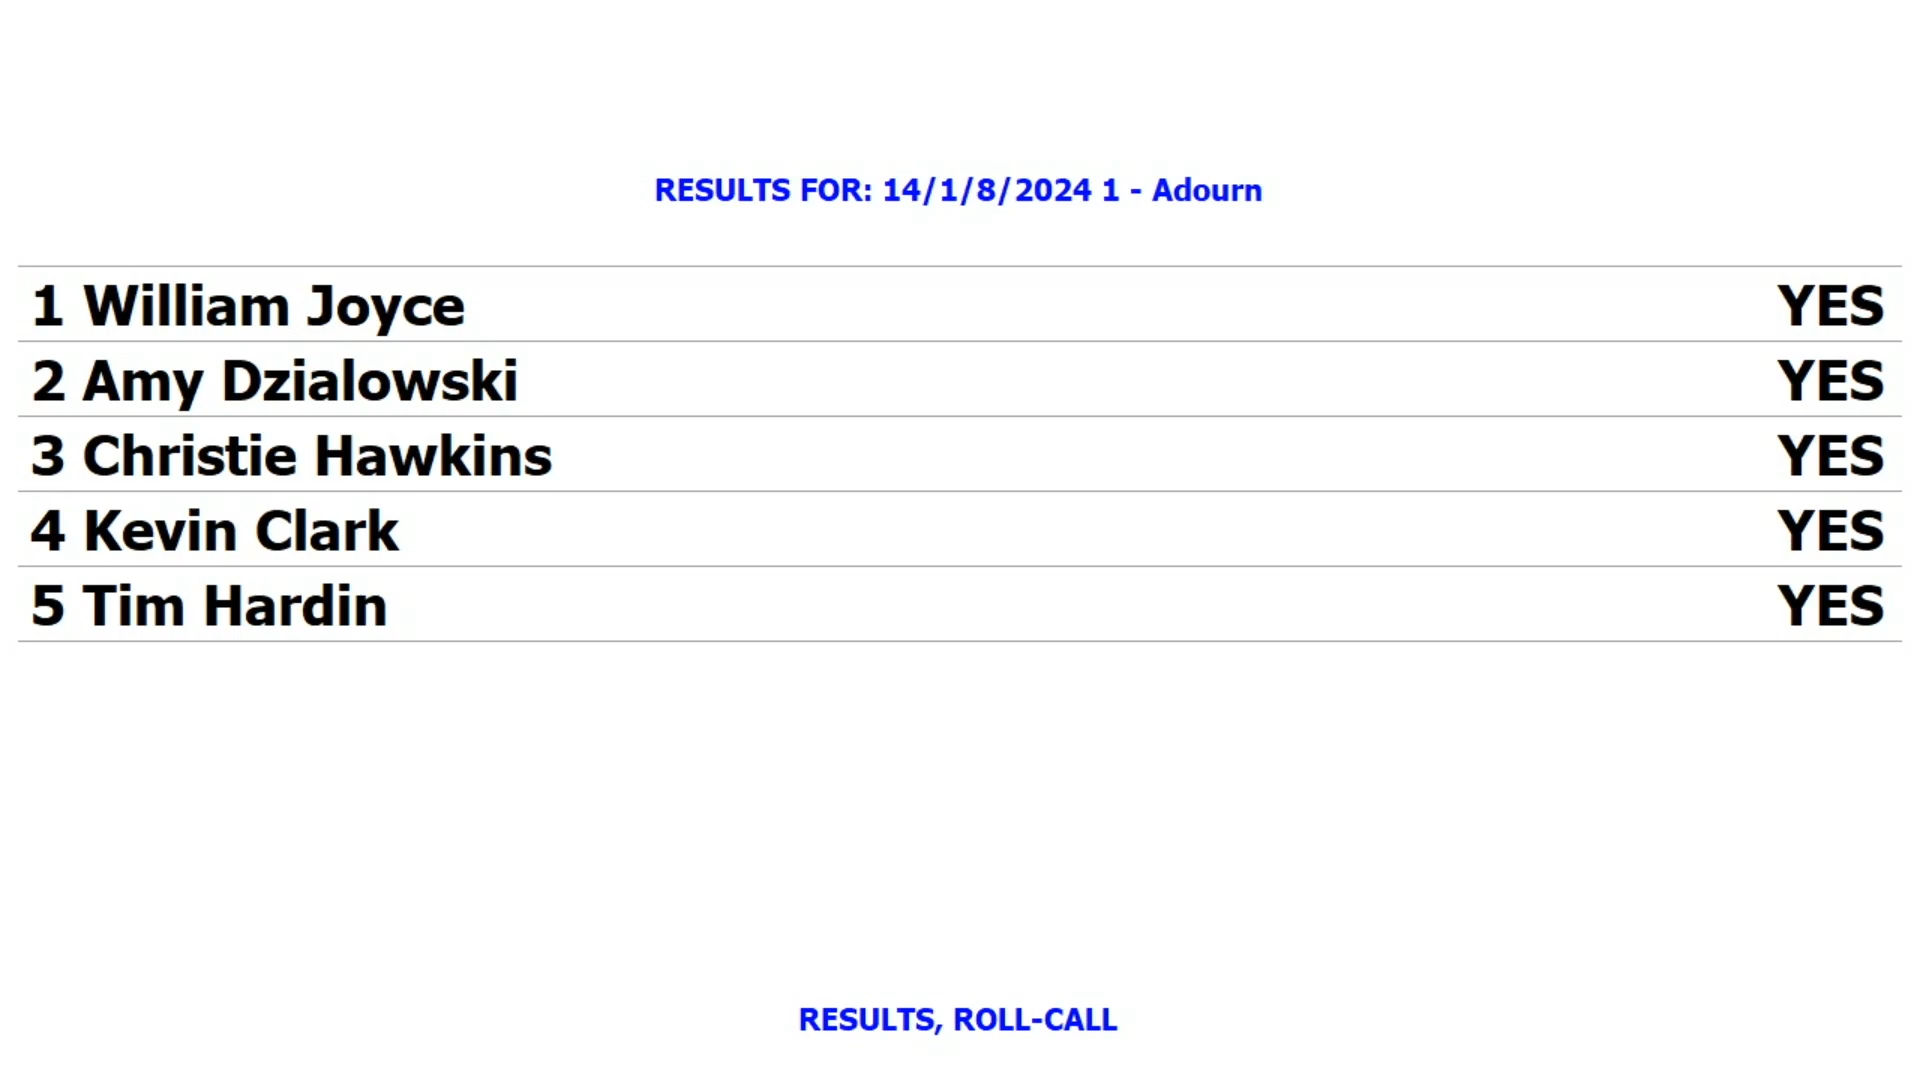 RESULTS FOR: 14/1/8/2024 1 - Adourn
1 William Joyce YES
2 Amy Dzialowski YES
3 Christie Hawkins YES
4 Kevin Clark YES
5 Tim Hardin YES
RESULTS, ROLL-CALL